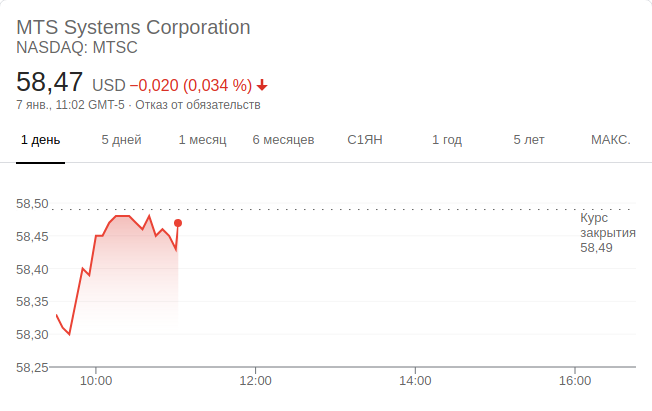 MTS Systems Corporation
NASDAQ: MTSC
58,47 USD −0,020 (0,034 %)
7 янв., 11:02 GMT-5 · Отказ от обязательств
1 день 5 дней 1 месяц 6 месяцев С1ЯН 1 год 5 лет МАКС.
58,50
58,45
58,40
58,35
58,30
58,25
Курс
закрытия
58,49
10:00 12:00 14:00 16:00